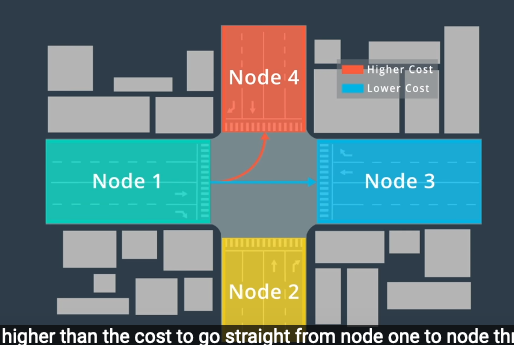 Node 4
Higher Cost
Lower Cost
Node 1
Node 3
Node 2
higher than the cost to go straight from node one to node